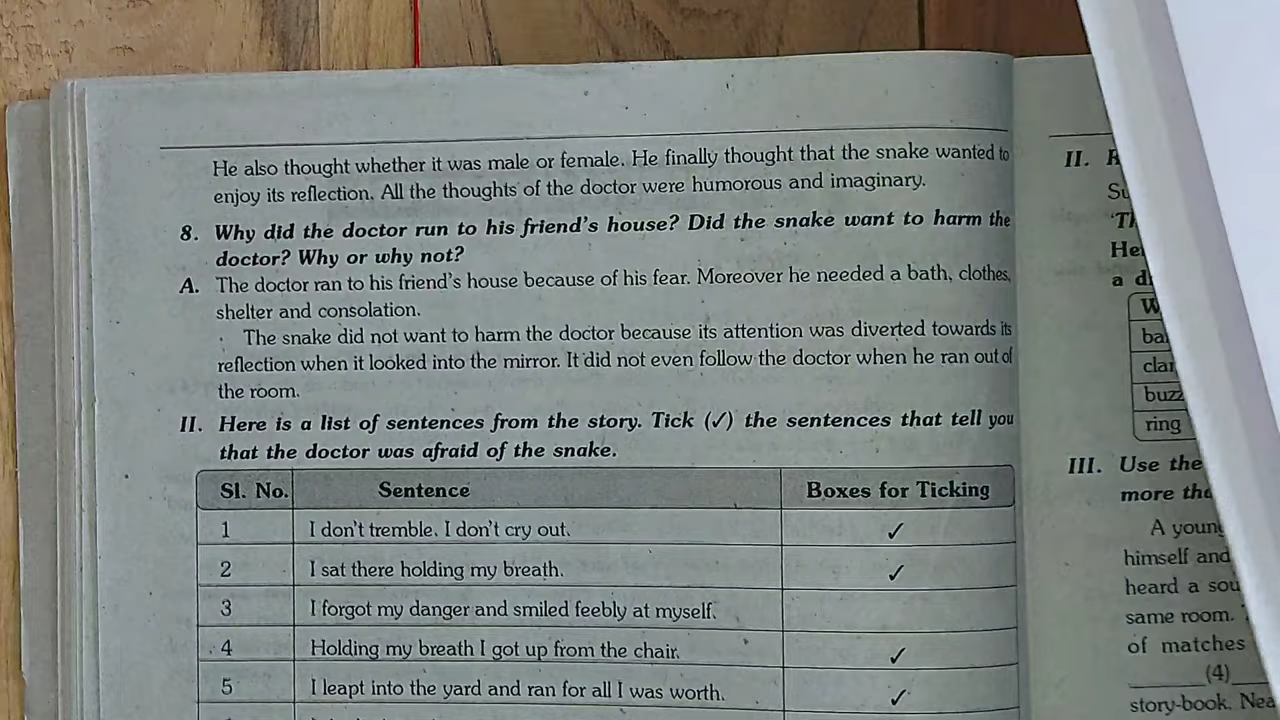 He also thought whether it was male or female. He finally thought that the snake wanted to
enjoy its reflection. All the thoughts of the doctor were humorous and imaginary.
8. Why did the doctor run to his friend's house? Did the snake want to harm the
doctor? Why or why not?
A. The doctor ran to his friend's house because of his fear. Moreover he needed a bath, clothes,
shelter and consolation.
The snake did not want to harm the doctor because its attention was diverted towards its
reflection when it looked into the mirror. It did not even follow the doctor when he ran out of
the room.
II. Here is a list of sentences from the story. Tick (✓) the sentences that tell you
that the doctor was afraid of the snake.
Sl. No. Sentence Boxes for Ticking
1 I don't tremble. I don't cry out. ✓
2 I sat there holding my breath. ✓
3 I forgot my danger and smiled feebly at myself.
4 Holding my breath I got up from the chair. ✓
5 I leapt into the yard and ran for all I was worth. ✓
II.
a
buzz
ring
III. Use the
more
A young
himself and
heard a
same room.
of matches
(4)
story-book.